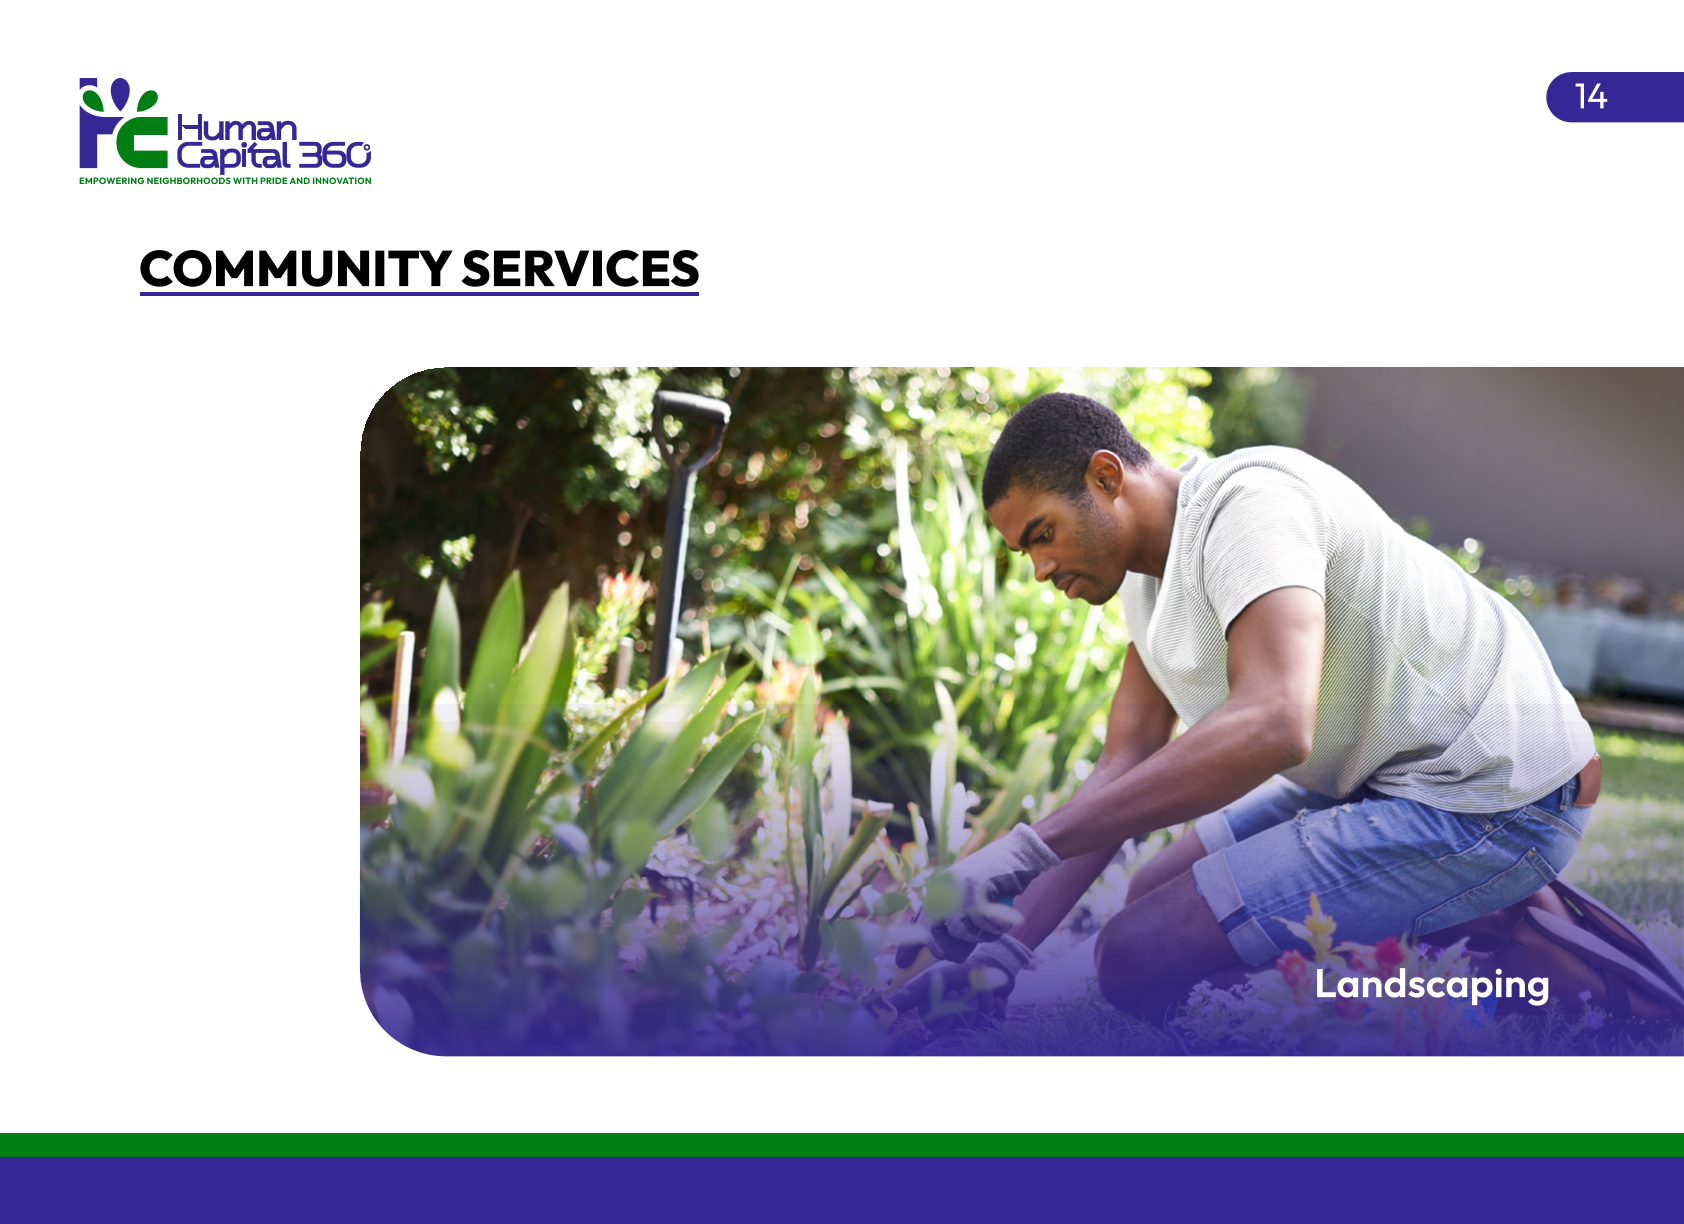 14
Human
Capital 360°
EMPOWERING NEIGHBORHOODS WITH PRIDE AND INNOVATION
COMMUNITY SERVICES
Landscaping